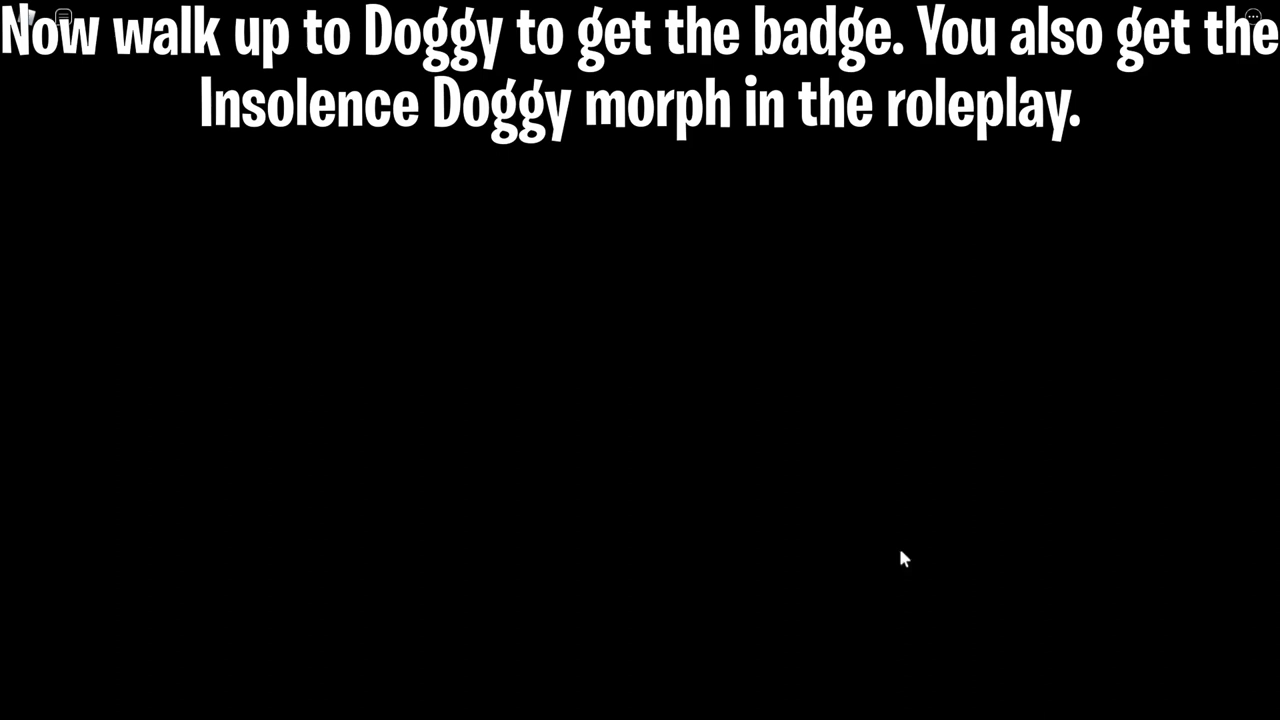 Now walk up to Doggy to get the badge. You also get the
Insolence Doggy morph in the roleplay.